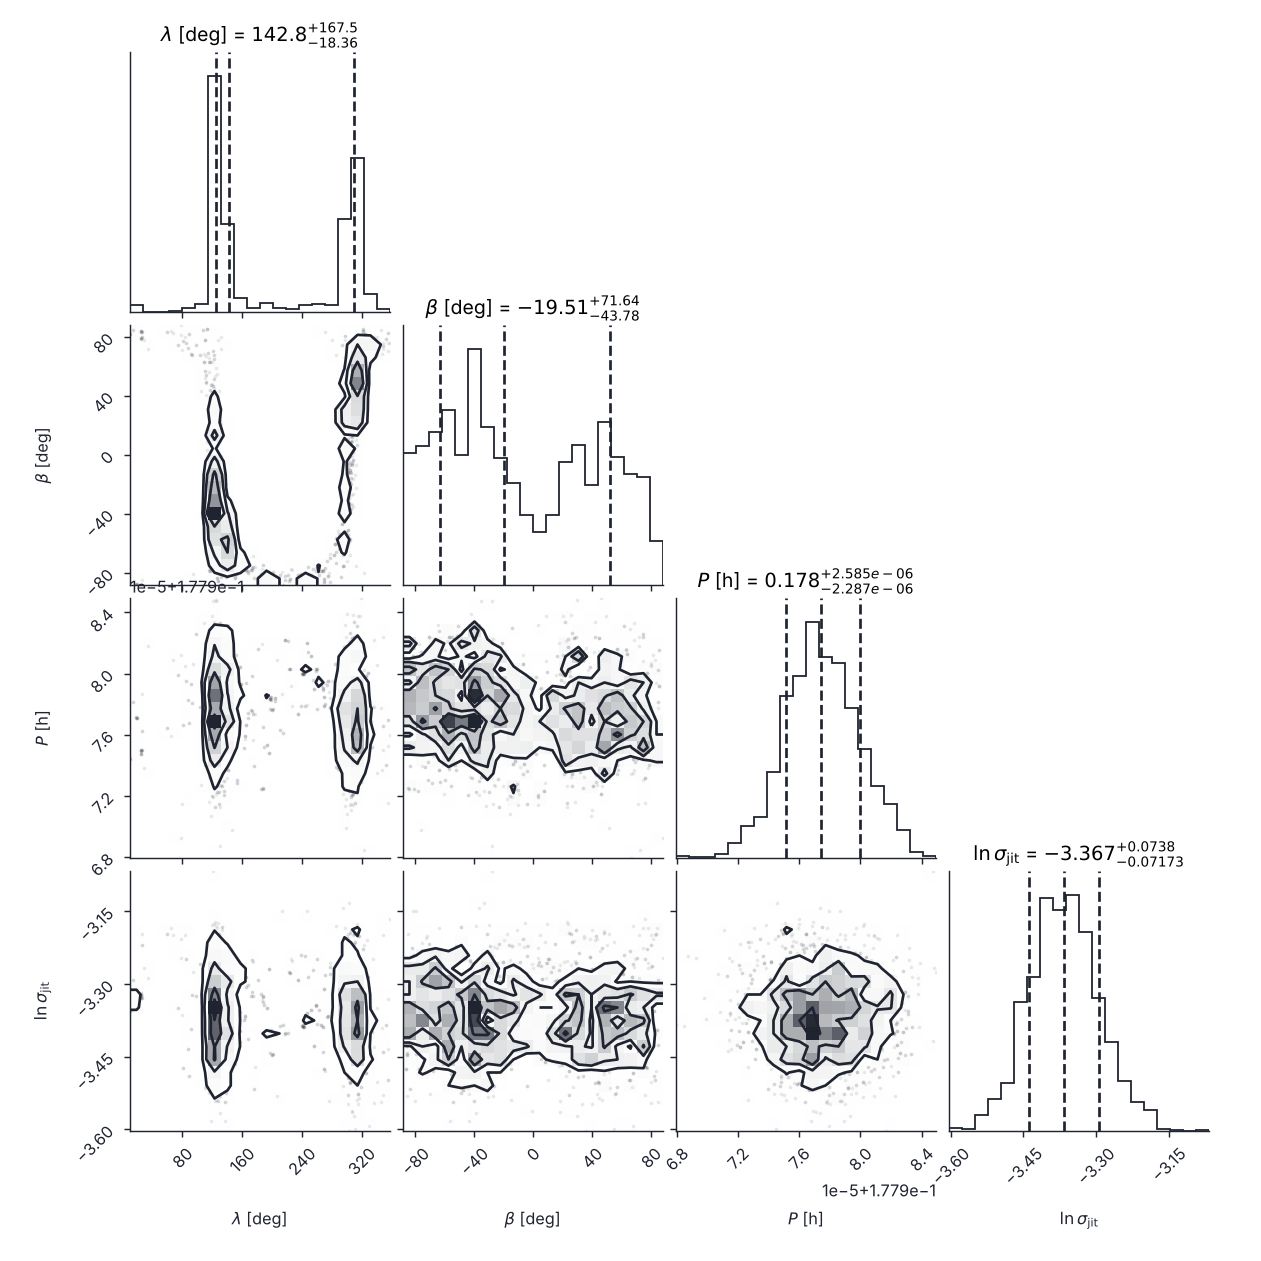 λ [deg] = 142.8+167.5−18.36
β [deg] = −19.51+71.64−43.78
80
40
0
−40
−80
β [deg]
1e−5+1.779e−1
P [h] = 0.178+2.585e−06−2.287e−06
8.4
8.0
7.6
7.2
6.8
P [h]
ln σjit = −3.367+0.0738−0.07173
−3.15
−3.30
−3.45
−3.60
ln σjit
80 160 240 320
−80 −40 0 40 80
6.8 7.2 7.6 8.0 8.4
−3.60 −3.45 −3.30 −3.15
1e−5+1.779e−1
λ [deg] β [deg] P [h] ln σjit